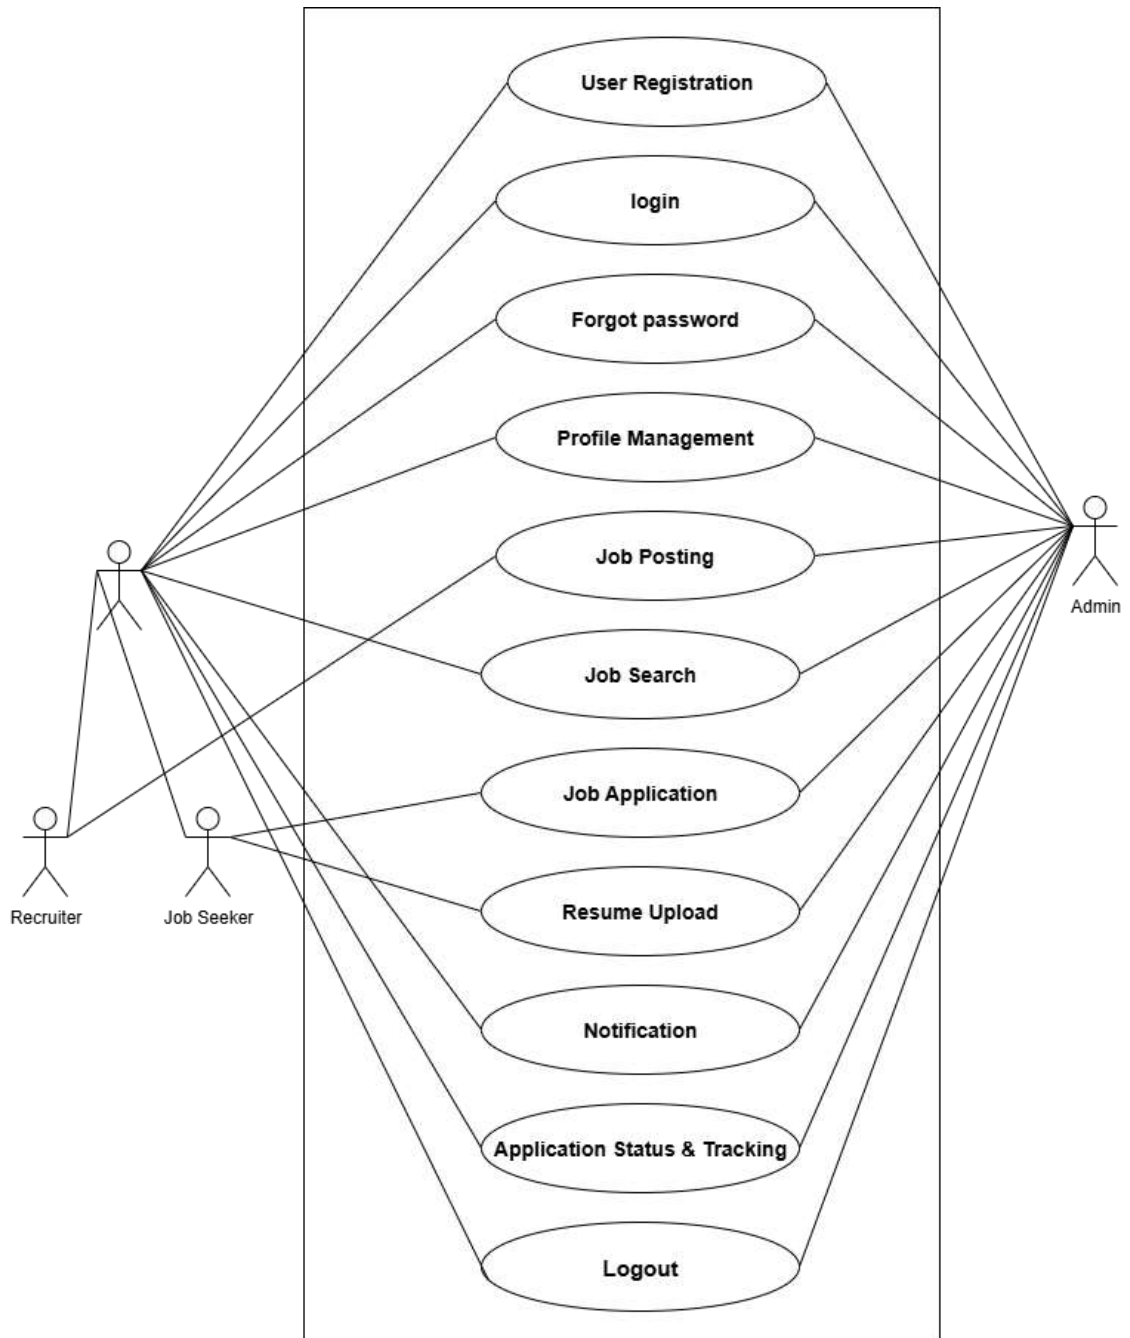 User Registration
login
Forgot password
Profile Management
Job Posting
Admin
Job Search
Job Application
Recruiter
Job Seeker
Resume Upload
Notification
Application Status & Tracking
Logout